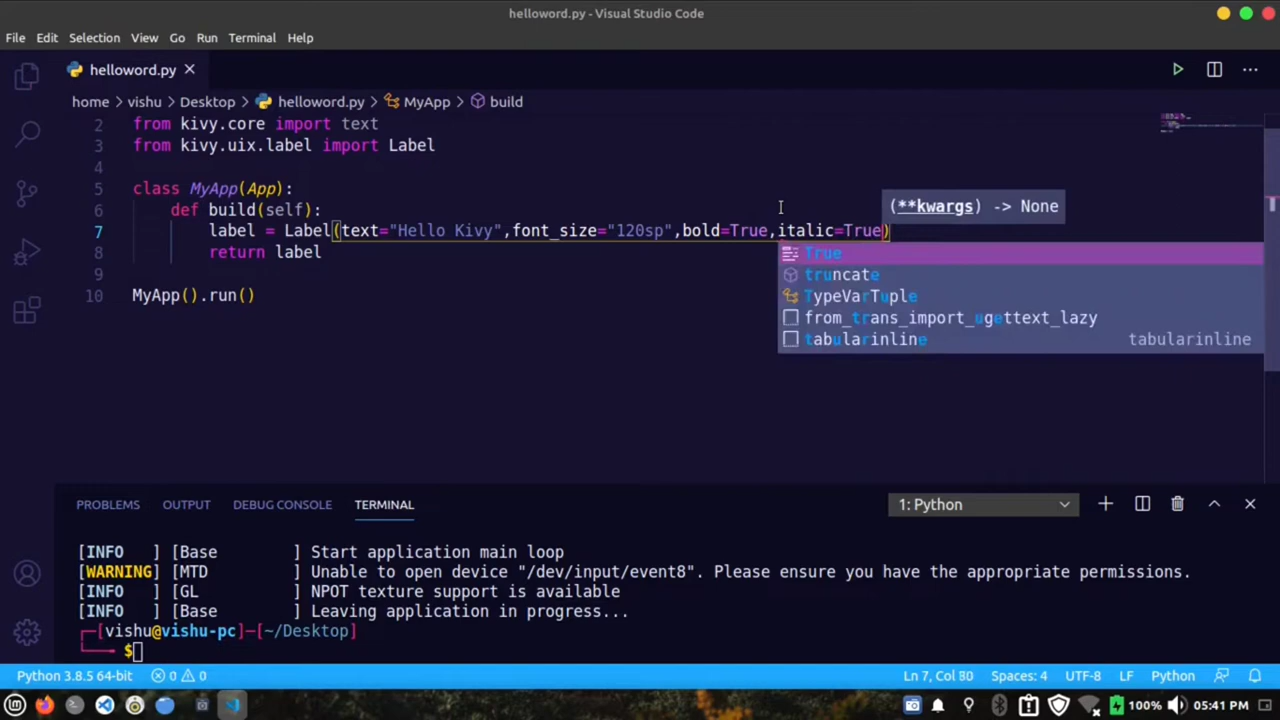 helloword.py - Visual Studio Code
File Edit Selection View Go Run Terminal Help
helloword.py
home > vishu > Desktop > helloword.py > MyApp > build
2 from kivy.core import text
3 from kivy.uix.label import Label
4
5 class MyApp(App):
6 def build(self):
(**kwargs) -> None
7 label = Label(text="Hello Kivy",font_size="120sp",bold=True,italic=True)
8 return label
True
truncate
9
TypeVarTuple
10 MyApp().run()
from_trans_import_ugettext_lazy
tabularinline tabularinline
PROBLEMS OUTPUT DEBUG CONSOLE TERMINAL 1: Python
[INFO ] [Base ] Start application main loop
[WARNING] [MTD ] Unable to open device "/dev/input/event8". Please ensure you have the appropriate permissions.
[INFO ] [GL ] NPOT texture support is available
[INFO ] [Base ] Leaving application in progress...
┌─[vishu@vishu-pc]─[~/Desktop]
└──╼ $
Python 3.8.5 64-bit 0 0 Ln 7, Col 80 Spaces: 4 UTF-8 LF Python
100% 05:41 PM